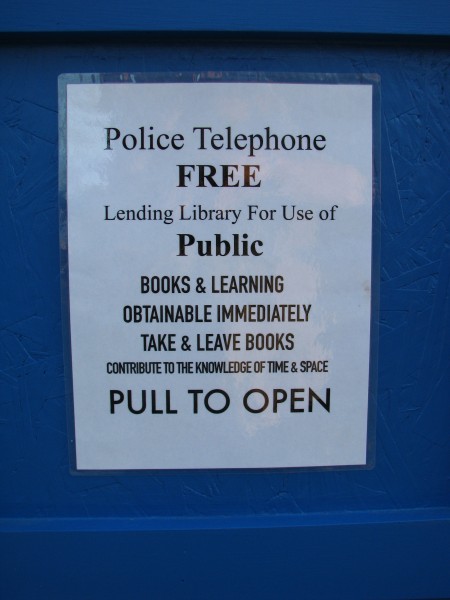 Police Telephone
FREE
Lending Library For Use of
Public
BOOKS & LEARNING
OBTAINABLE IMMEDIATELY
TAKE & LEAVE BOOKS
CONTRIBUTE TO THE KNOWLEDGE OF TIME & SPACE
PULL TO OPEN